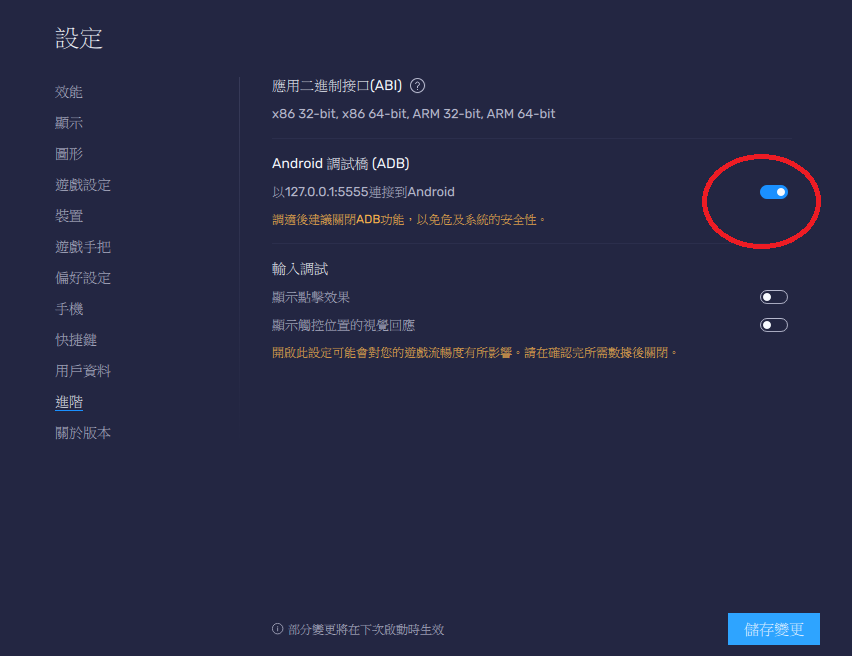 設定
效能
顯示
圖形
遊戲設定
裝置
遊戲手把
偏好設定
手機
快捷鍵
用戶資料
進階
關於版本
應用二進制接口(ABI) ?
x86 32-bit, x86 64-bit, ARM 32-bit, ARM 64-bit
Android 調試橋 (ADB)
以127.0.0.1:5555連接到Android
調適後建議關閉ADB功能，以免危及系統的安全性。
輸入調試
顯示點擊效果
顯示觸控位置的視覺回應
開啟此設定可能會對您的遊戲流暢度有所影響。請在確認完所需數據後關閉。
部分變更將在下次啟動時生效
儲存變更